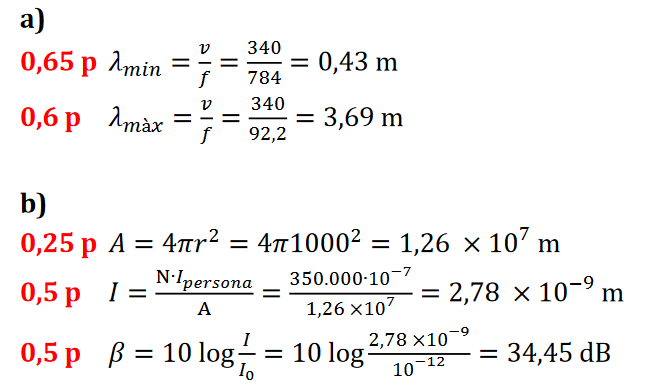 a)
0,65 p λ_min = v/f = 340/784 = 0,43 m
0,6 p λ_màx = v/f = 340/92,2 = 3,69 m
b)
0,25 p A = 4πr² = 4π1000² = 1,26 × 10⁷ m
0,5 p I = N·I_persona/A = 350.000·10⁻⁷/1,26 ×10⁷ = 2,78 × 10⁻⁹ m
0,5 p β = 10 log I/I₀ = 10 log 2,78 ×10⁻⁹/10⁻¹² = 34,45 dB